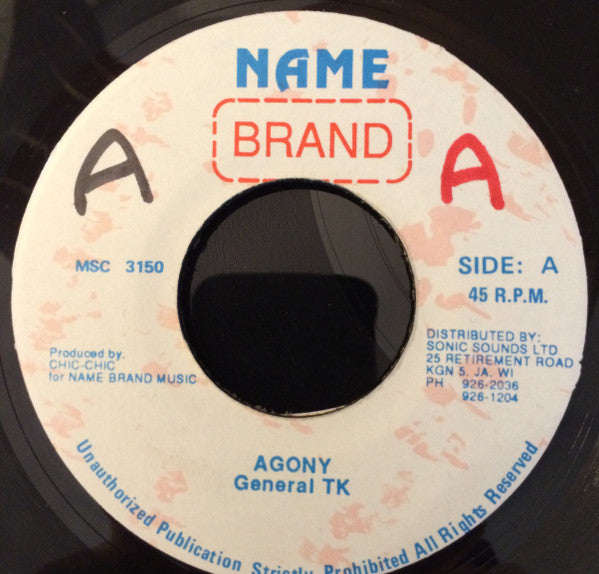 NAME
BRAND
A
A
MSC 3150
SIDE: A
45 R.P.M.
Produced by.
CHIC-CHIC
for NAME BRAND MUSIC
DISTRIBUTED BY:
SONIC SOUNDS LTD
25 RETIREMENT ROAD
KGN 5. JA. WI
PH 926-2036
926-1204
AGONY
General TK
Unauthorized Publication Strictly Prohibited All Rights Reserved